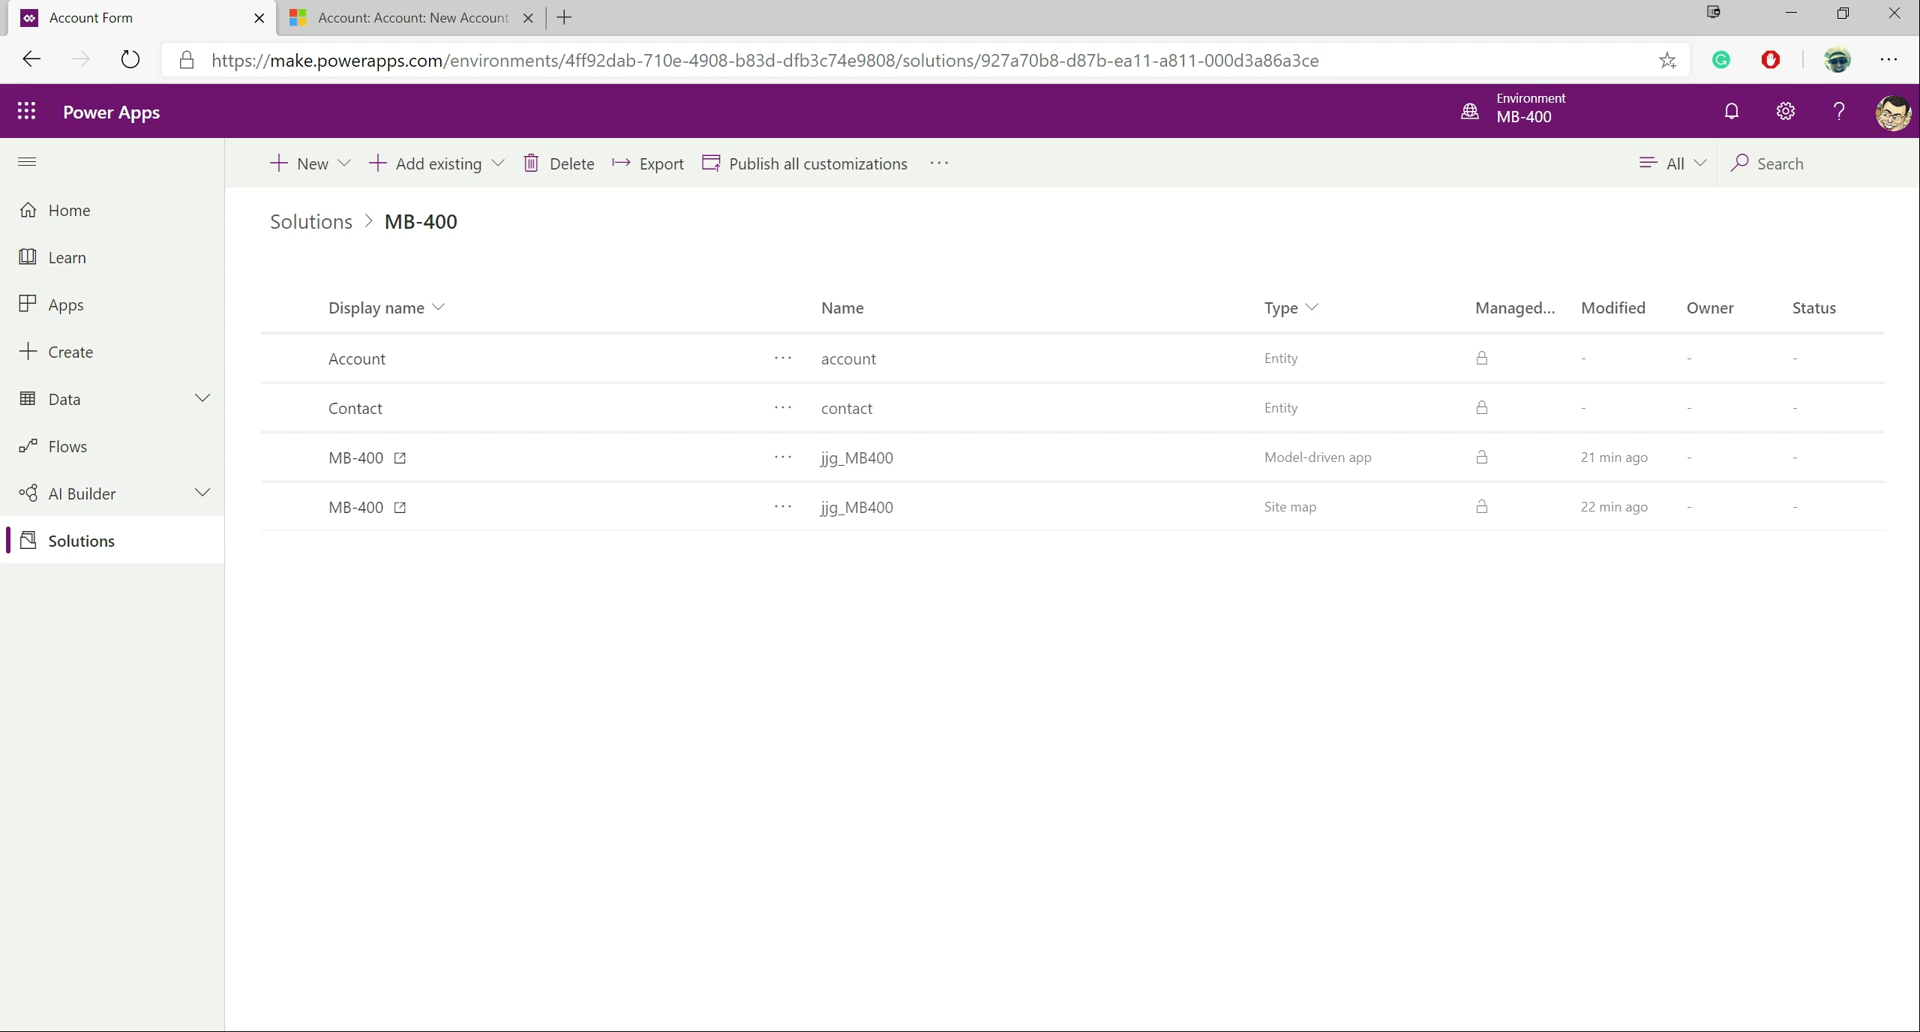 Account Form
Account: Account: New Account
https://make.powerapps.com/environments/4ff92dab-710e-4908-b83d-dfb3c74e9808/solutions/927a70b8-d87b-ea11-a811-000d3a86a3ce
Power Apps
Environment
MB-400
New
Add existing
Delete
Export
Publish all customizations
All
Search
Home
Learn
Apps
Create
Data
Flows
AI Builder
Solutions
Solutions > MB-400
Display name Name Type Managed... Modified Owner Status
Account ... account Entity - - -
Contact ... contact Entity - - -
MB-400 ... jjg_MB400 Model-driven app 21 min ago - -
MB-400 ... jjg_MB400 Site map 22 min ago - -